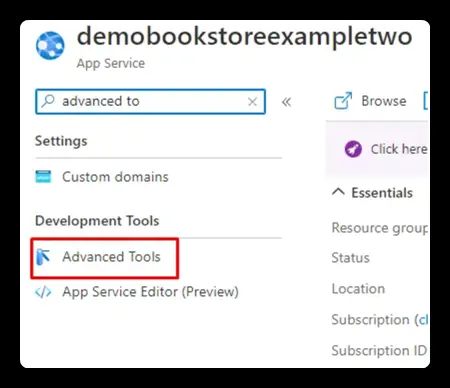 demobookstoreexampletwo
App Service
advanced to
Browse
Settings
Click here
Custom domains
Essentials
Development Tools
Resource group
Advanced Tools
Status
App Service Editor (Preview)
Location
Subscription (
Subscription ID